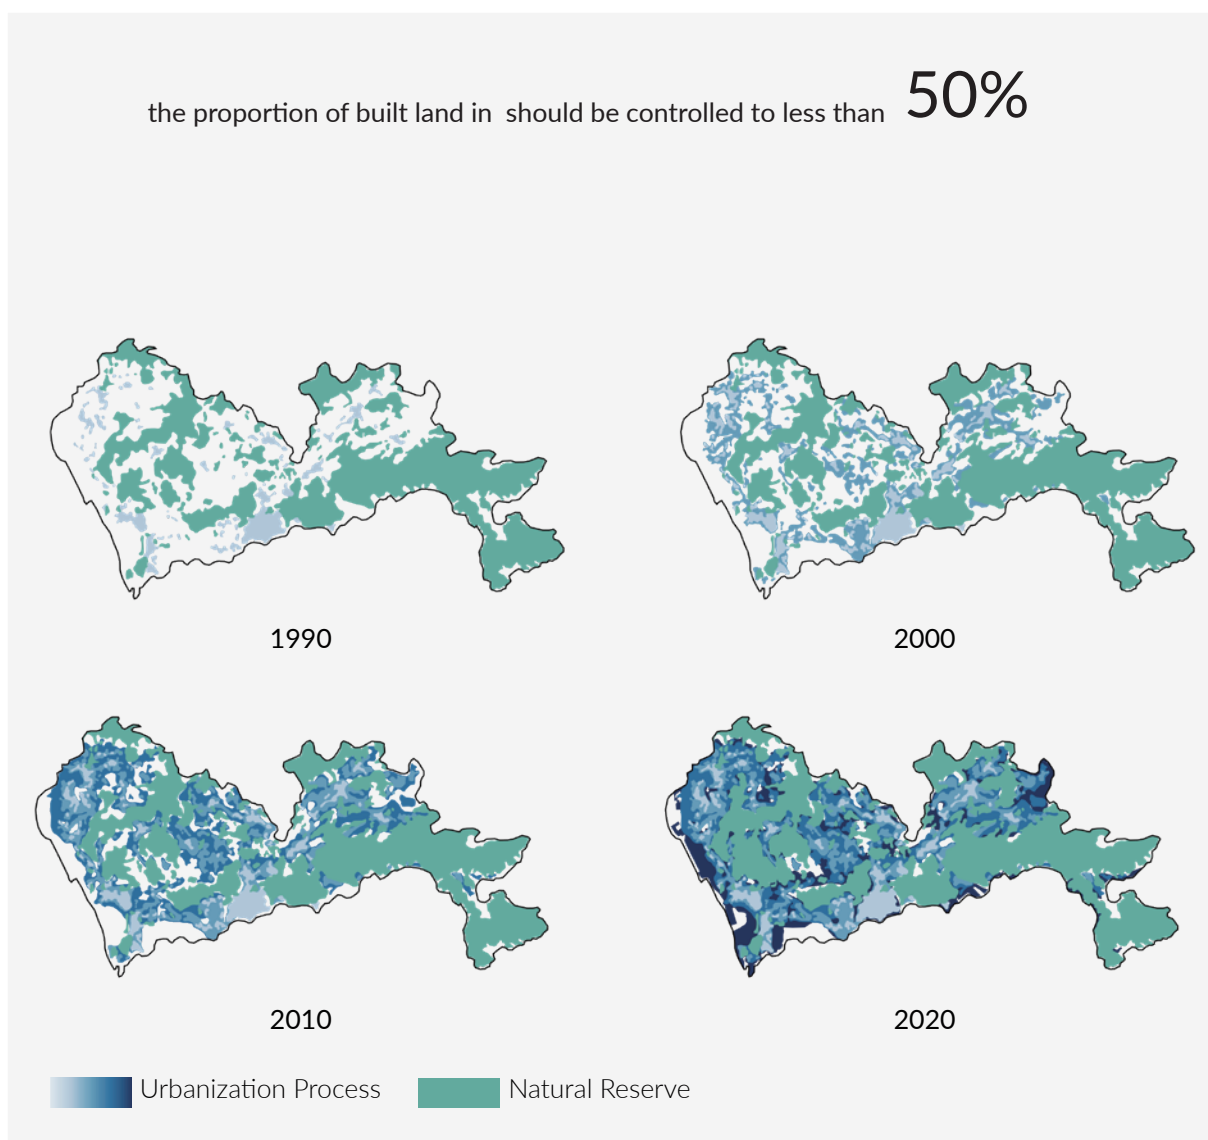 the proportion of built land in  should be controlled to less than 50%
1990
2000
2010
2020
Urbanization Process
Natural Reserve